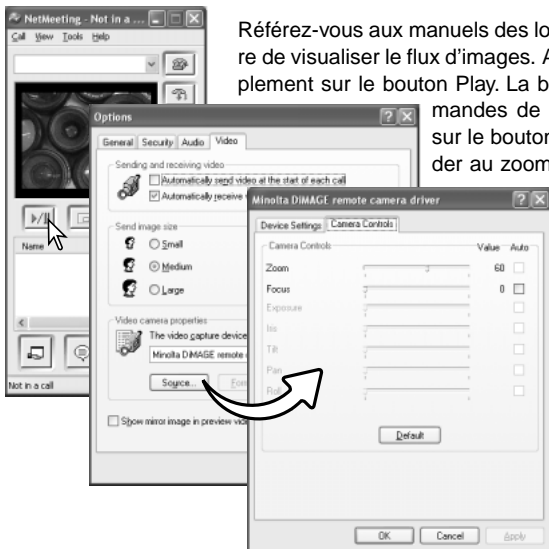 NetMeeting - Not in a ...
Call View Tools Help
Name
Not in a call
Référez-vous aux manuels des lo
re de visualiser le flux d'images. A
plement sur le bouton Play. La b
mandes de
sur le bouton
der au zoom
Options
General Security Audio Video
Sending and receiving video
Automatically send video at the start of each call
Automatically receive
Send image size
Small
Medium
Large
Video camera properties
The video capture device
Minolta DiMAGE remote
Source...
Show mirror image in preview
Minolta DiMAGE remote camera driver
Device Settings Camera Controls
Camera Controls Value Auto
Zoom 60
Focus 0
Exposure
Iris
Tilt
Pan
Roll
Default
OK Cancel Apply